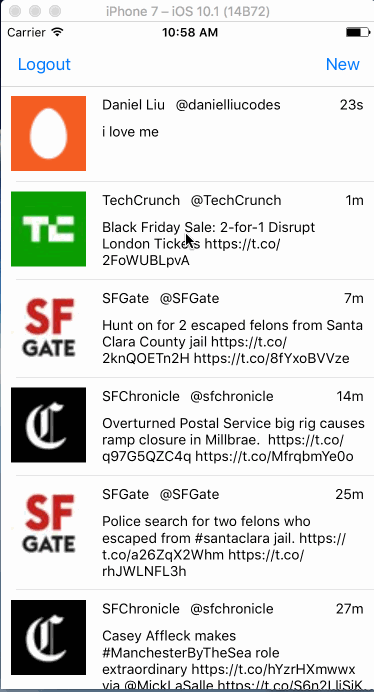 iPhone 7 – iOS 10.1 (14B72)
Carrier 10:58 AM
Logout New
Daniel Liu @danielliucodes 23s
i love me
TechCrunch @TechCrunch 1m
Black Friday Sale: 2-for-1 Disrupt
London Tickets https://t.co/
2FoWUBLpvA
SFGate @SFGate 7m
Hunt on for 2 escaped felons from Santa
Clara County jail https://t.co/
2knQOETn2H https://t.co/8fYxoBVVze
SFChronicle @sfchronicle 14m
Overturned Postal Service big rig causes
ramp closure in Millbrae.  https://t.co/
q97G5QZC4q https://t.co/MfrqbmYe0o
SFGate @SFGate 25m
Police search for two felons who
escaped from #santaclara jail. https://
t.co/a26ZqX2Whm https://t.co/
rhJWLNFL3h
SFChronicle @sfchronicle 27m
Casey Affleck makes
#ManchesterByTheSea role
extraordinary https://t.co/hYzrHXmwwx
via @MickLaSalle
TC
SF
GATE
C
SF
GATE
C